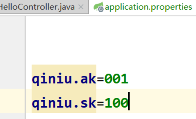 HelloController.java
application.properties
qiniu.ak=001
qiniu.sk=100